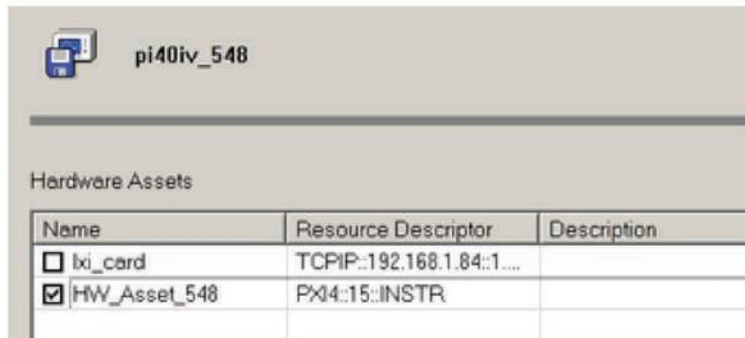 pi40iv_548
Hardware Assets
Name Resource Descriptor Description
lxi_card TCPIP::192.168.1.84::1....
HW_Asset_548 PXI4::15::INSTR